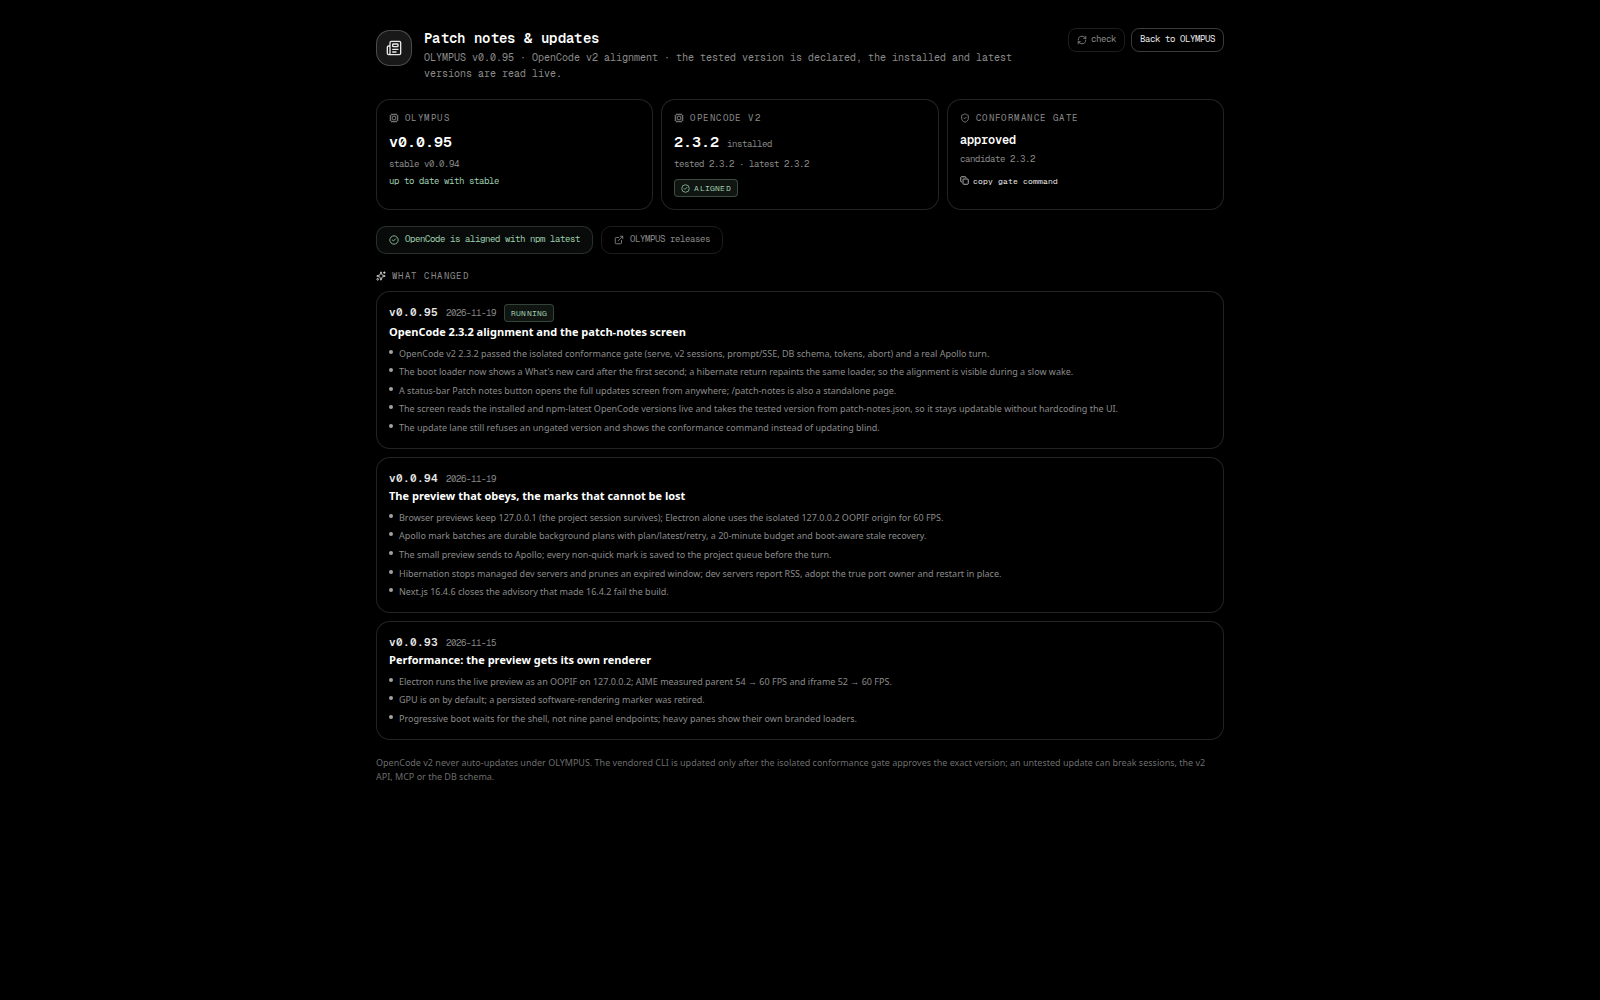 Patch notes & updates
OLYMPUS v0.0.95 · OpenCode v2 alignment · the tested version is declared, the installed and latest
versions are read live.
check
Back to OLYMPUS
OLYMPUS
v0.0.95
stable v0.0.94
up to date with stable
OPENCODE V2
2.3.2 installed
tested 2.3.2 · latest 2.3.2
ALIGNED
CONFORMANCE GATE
approved
candidate 2.3.2
copy gate command
OpenCode is aligned with npm latest
OLYMPUS releases
WHAT CHANGED
v0.0.95 2026-11-19 RUNNING
OpenCode 2.3.2 alignment and the patch-notes screen
• OpenCode v2 2.3.2 passed the isolated conformance gate (serve, v2 sessions, prompt/SSE, DB schema, tokens, abort) and a real Apollo turn.
• The boot loader now shows a What's new card after the first second; a hibernate return repaints the same loader, so the alignment is visible during a slow wake.
• A status-bar Patch notes button opens the full updates screen from anywhere; /patch-notes is also a standalone page.
• The screen reads the installed and npm-latest OpenCode versions live and takes the tested version from patch-notes.json, so it stays updatable without hardcoding the UI.
• The update lane still refuses an ungated version and shows the conformance command instead of updating blind.
v0.0.94 2026-11-19
The preview that obeys, the marks that cannot be lost
• Browser previews keep 127.0.0.1 (the project session survives); Electron alone uses the isolated 127.0.0.2 OOPIF origin for 60 FPS.
• Apollo mark batches are durable background plans with plan/latest/retry, a 20-minute budget and boot-aware stale recovery.
• The small preview sends to Apollo; every non-quick mark is saved to the project queue before the turn.
• Hibernation stops managed dev servers and prunes an expired window; dev servers report RSS, adopt the true port owner and restart in place.
• Next.js 16.4.6 closes the advisory that made 16.4.2 fail the build.
v0.0.93 2026-11-15
Performance: the preview gets its own renderer
• Electron runs the live preview as an OOPIF on 127.0.0.2; AIME measured parent 54 → 60 FPS and iframe 52 → 60 FPS.
• GPU is on by default; a persisted software-rendering marker was retired.
• Progressive boot waits for the shell, not nine panel endpoints; heavy panes show their own branded loaders.
OpenCode v2 never auto-updates under OLYMPUS. The vendored CLI is updated only after the isolated conformance gate approves the exact version; an untested update can break sessions, the v2
API, MCP or the DB schema.